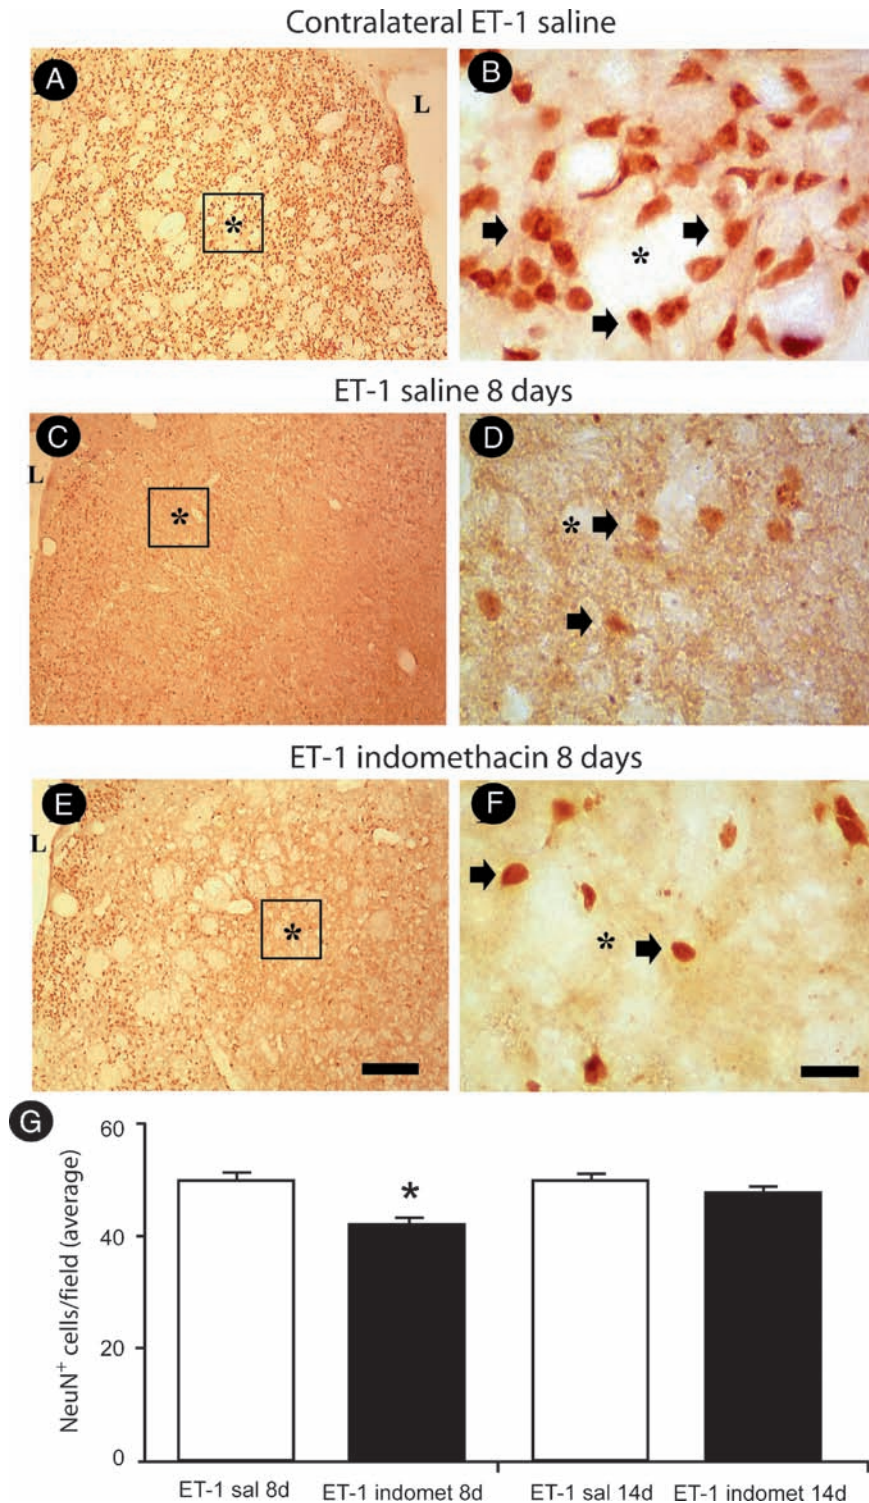 Contralateral ET-1 saline
A
L
*
B
*
ET-1 saline 8 days
C
L
*
D
*
ET-1 indomethacin 8 days
E
L
*
F
*
G
60
40
20
0
NeuN+ cells/field (average)
*
ET-1 sal 8d
ET-1 indomet 8d
ET-1 sal 14d
ET-1 indomet 14d